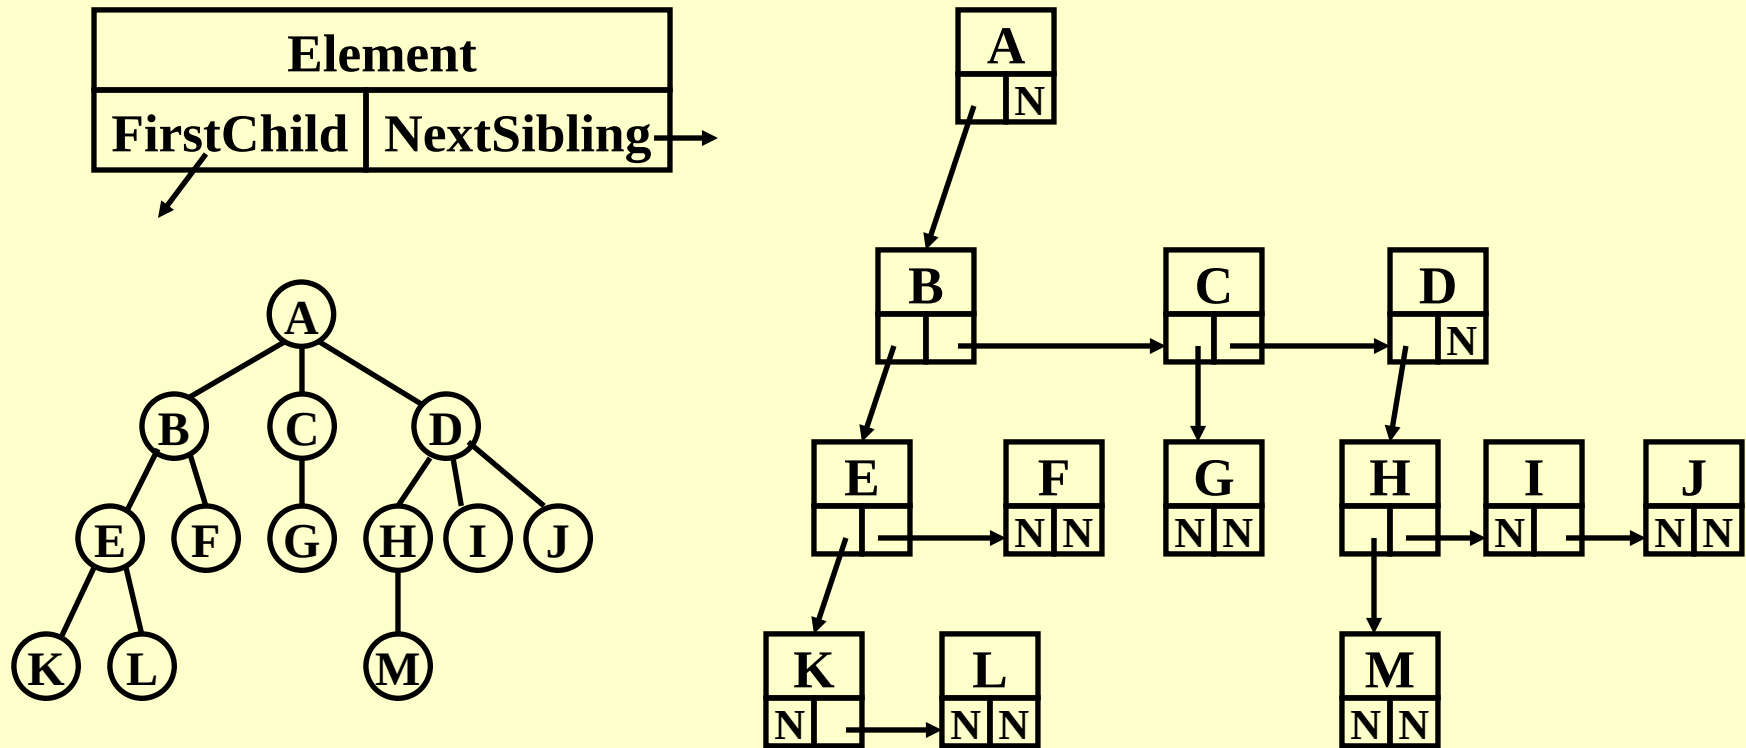 Element
FirstChild NextSibling
A
B C D
E F G H I J
K L M
A
N
B C D
N
E F G H I J
N N N N N N N
K L M
N N N N N